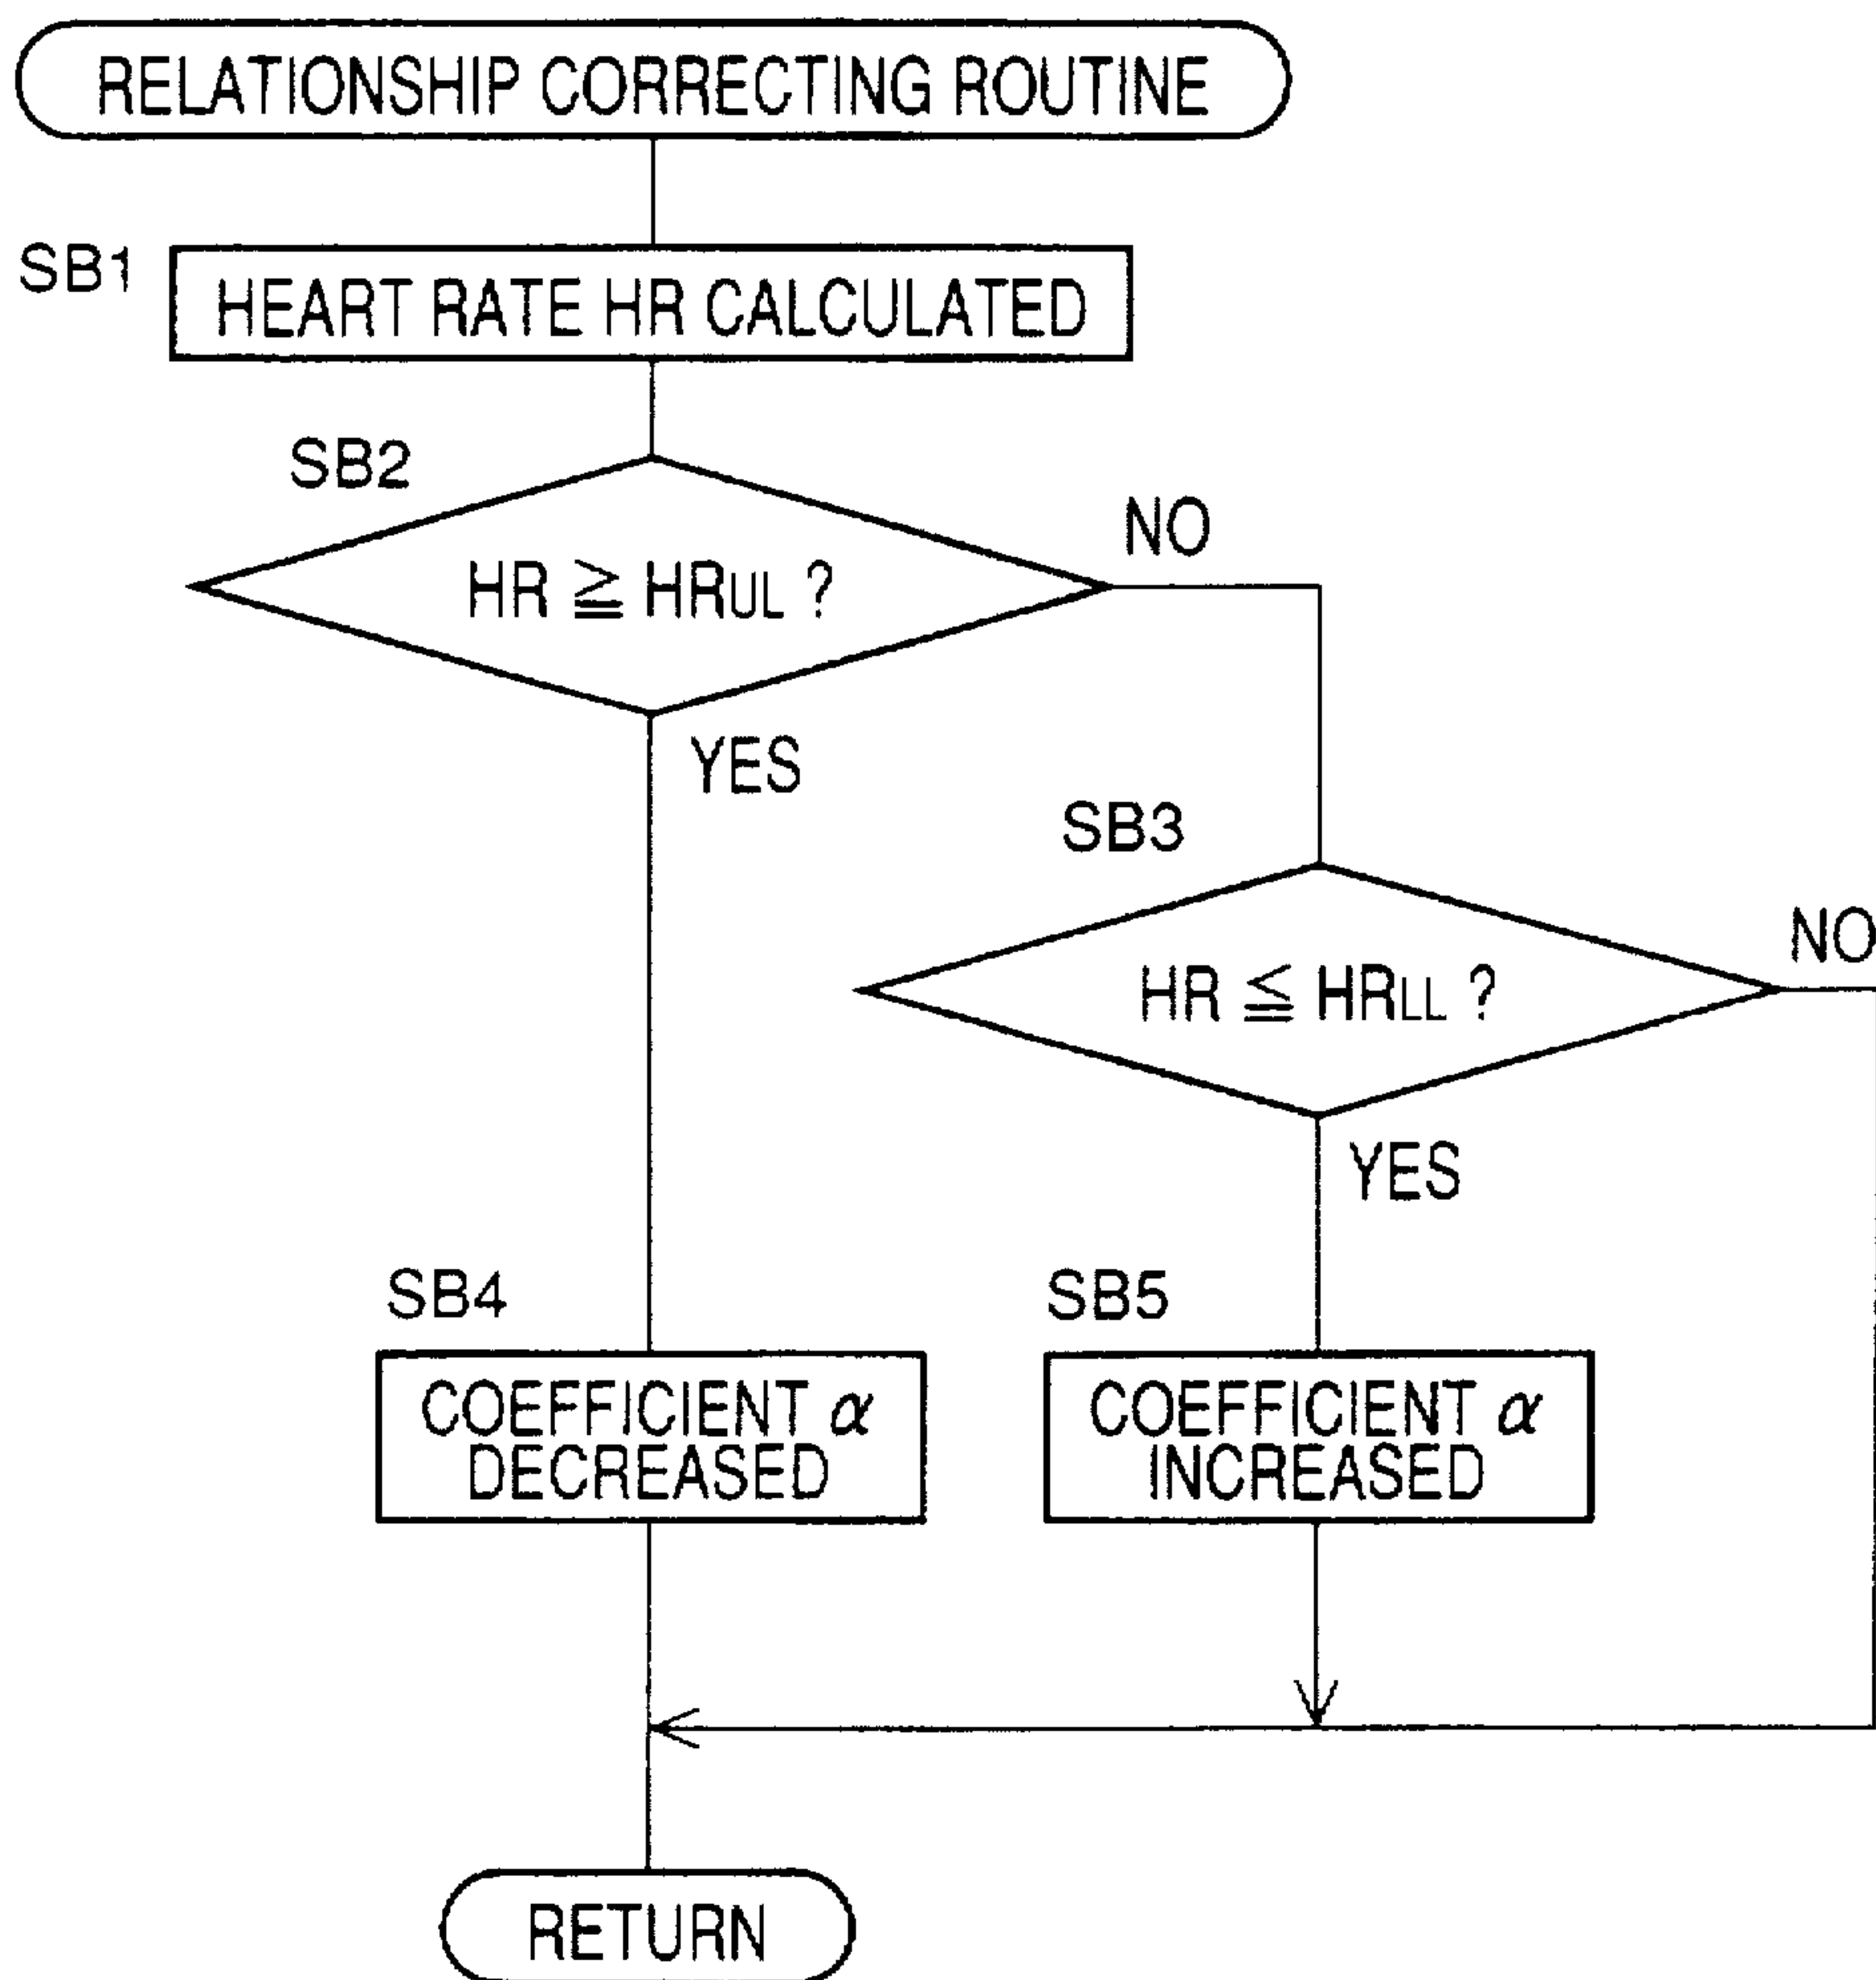 RELATIONSHIP CORRECTING ROUTINE
SB1
HEART RATE HR CALCULATED
SB2
NO
HR ≧ HRUL ?
YES
SB3
NO
HR ≦ HRLL ?
YES
SB4
SB5
COEFFICIENT α
DECREASED
COEFFICIENT α
INCREASED
RETURN